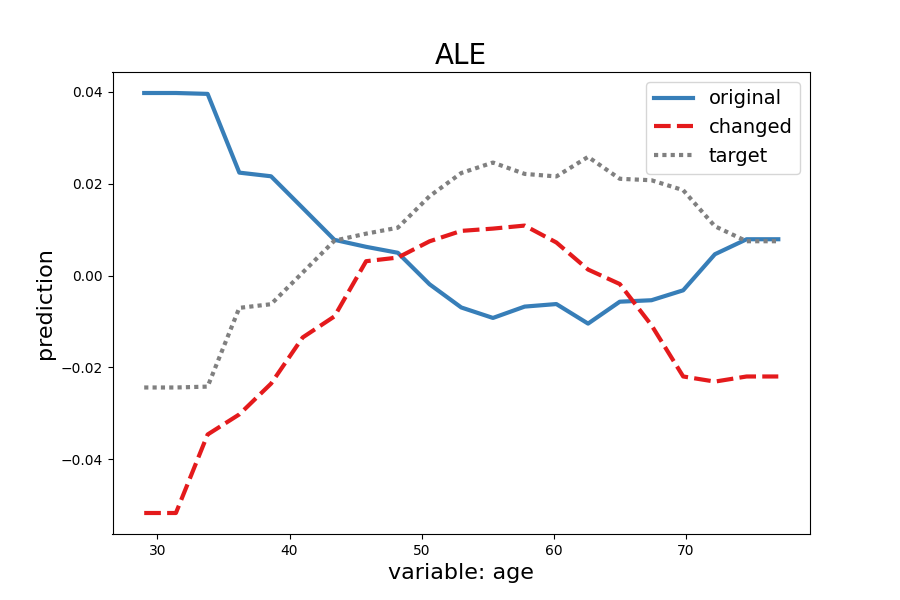 ALE
original
changed
target
prediction
0.04
0.02
0.00
−0.02
−0.04
30 40 50 60 70
variable: age